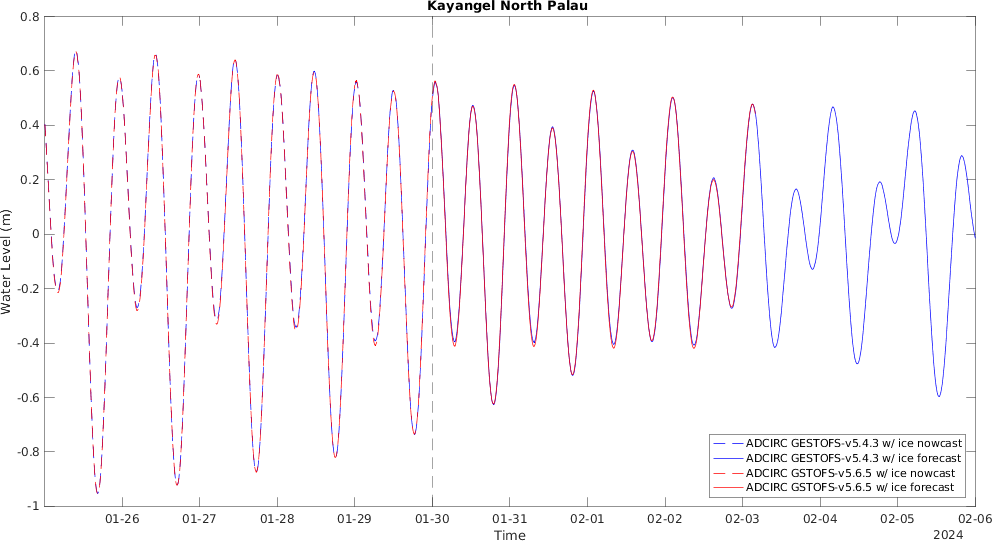 Kayangel North Palau
0.8
0.6
0.4
0.2
0
-0.2
-0.4
-0.6
-0.8
-1
Water Level (m)
ADCIRC GESTOFS-v5.4.3 w/ ice nowcast
ADCIRC GESTOFS-v5.4.3 w/ ice forecast
ADCIRC GSTOFS-v5.6.5 w/ ice nowcast
ADCIRC GSTOFS-v5.6.5 w/ ice forecast
01-26 01-27 01-28 01-29 01-30 01-31 02-01 02-02 02-03 02-04 02-05 02-06
Time
2024